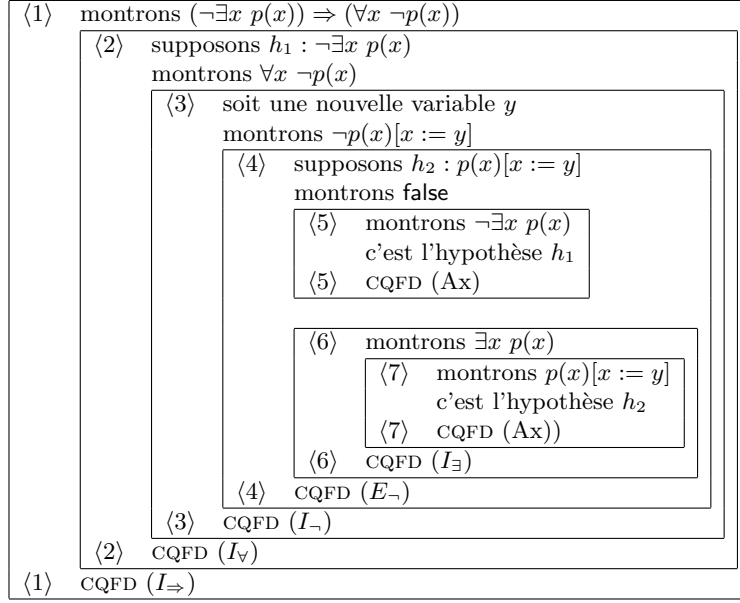 ⟨1⟩ montrons (¬∃x p(x)) ⇒ (∀x ¬p(x))
⟨2⟩ supposons h₁ : ¬∃x p(x)
montrons ∀x ¬p(x)
⟨3⟩ soit une nouvelle variable y
montrons ¬p(x)[x := y]
⟨4⟩ supposons h₂ : p(x)[x := y]
montrons false
⟨5⟩ montrons ¬∃x p(x)
c'est l'hypothèse h₁
⟨5⟩ CQFD (Ax)
⟨6⟩ montrons ∃x p(x)
⟨7⟩ montrons p(x)[x := y]
c'est l'hypothèse h₂
⟨7⟩ CQFD (Ax))
⟨6⟩ CQFD (I∃)
⟨4⟩ CQFD (E¬)
⟨3⟩ CQFD (I¬)
⟨2⟩ CQFD (I∀)
⟨1⟩ CQFD (I⇒)